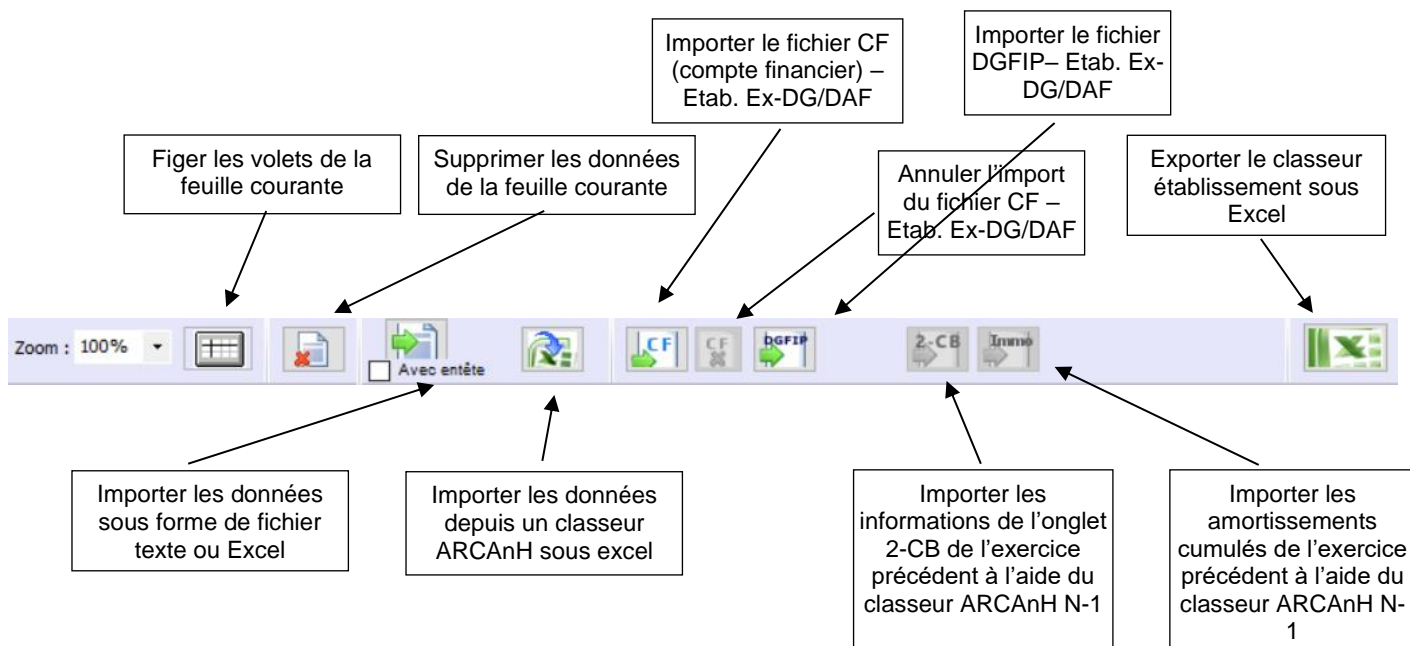 Importer le fichier CF
(compte financier) –
Etab. Ex-DG/DAF
Importer le fichier
DGFIP– Etab. Ex-
DG/DAF
Figer les volets de la
feuille courante
Supprimer les données
de la feuille courante
Annuler l'import
du fichier CF –
Etab. Ex-DG/DAF
Exporter le classeur
établissement sous
Excel
Zoom : 100%
Avec entête
CF
CF
DGFIP
2-CB
Immo
Importer les données
sous forme de fichier
texte ou Excel
Importer les données
depuis un classeur
ARCAnH sous excel
Importer les
informations de l'onglet
2-CB de l'exercice
précédent à l'aide du
classeur ARCAnH N-1
Importer les
amortissements
cumulés de l'exercice
précédent à l'aide du
classeur ARCAnH N-
1